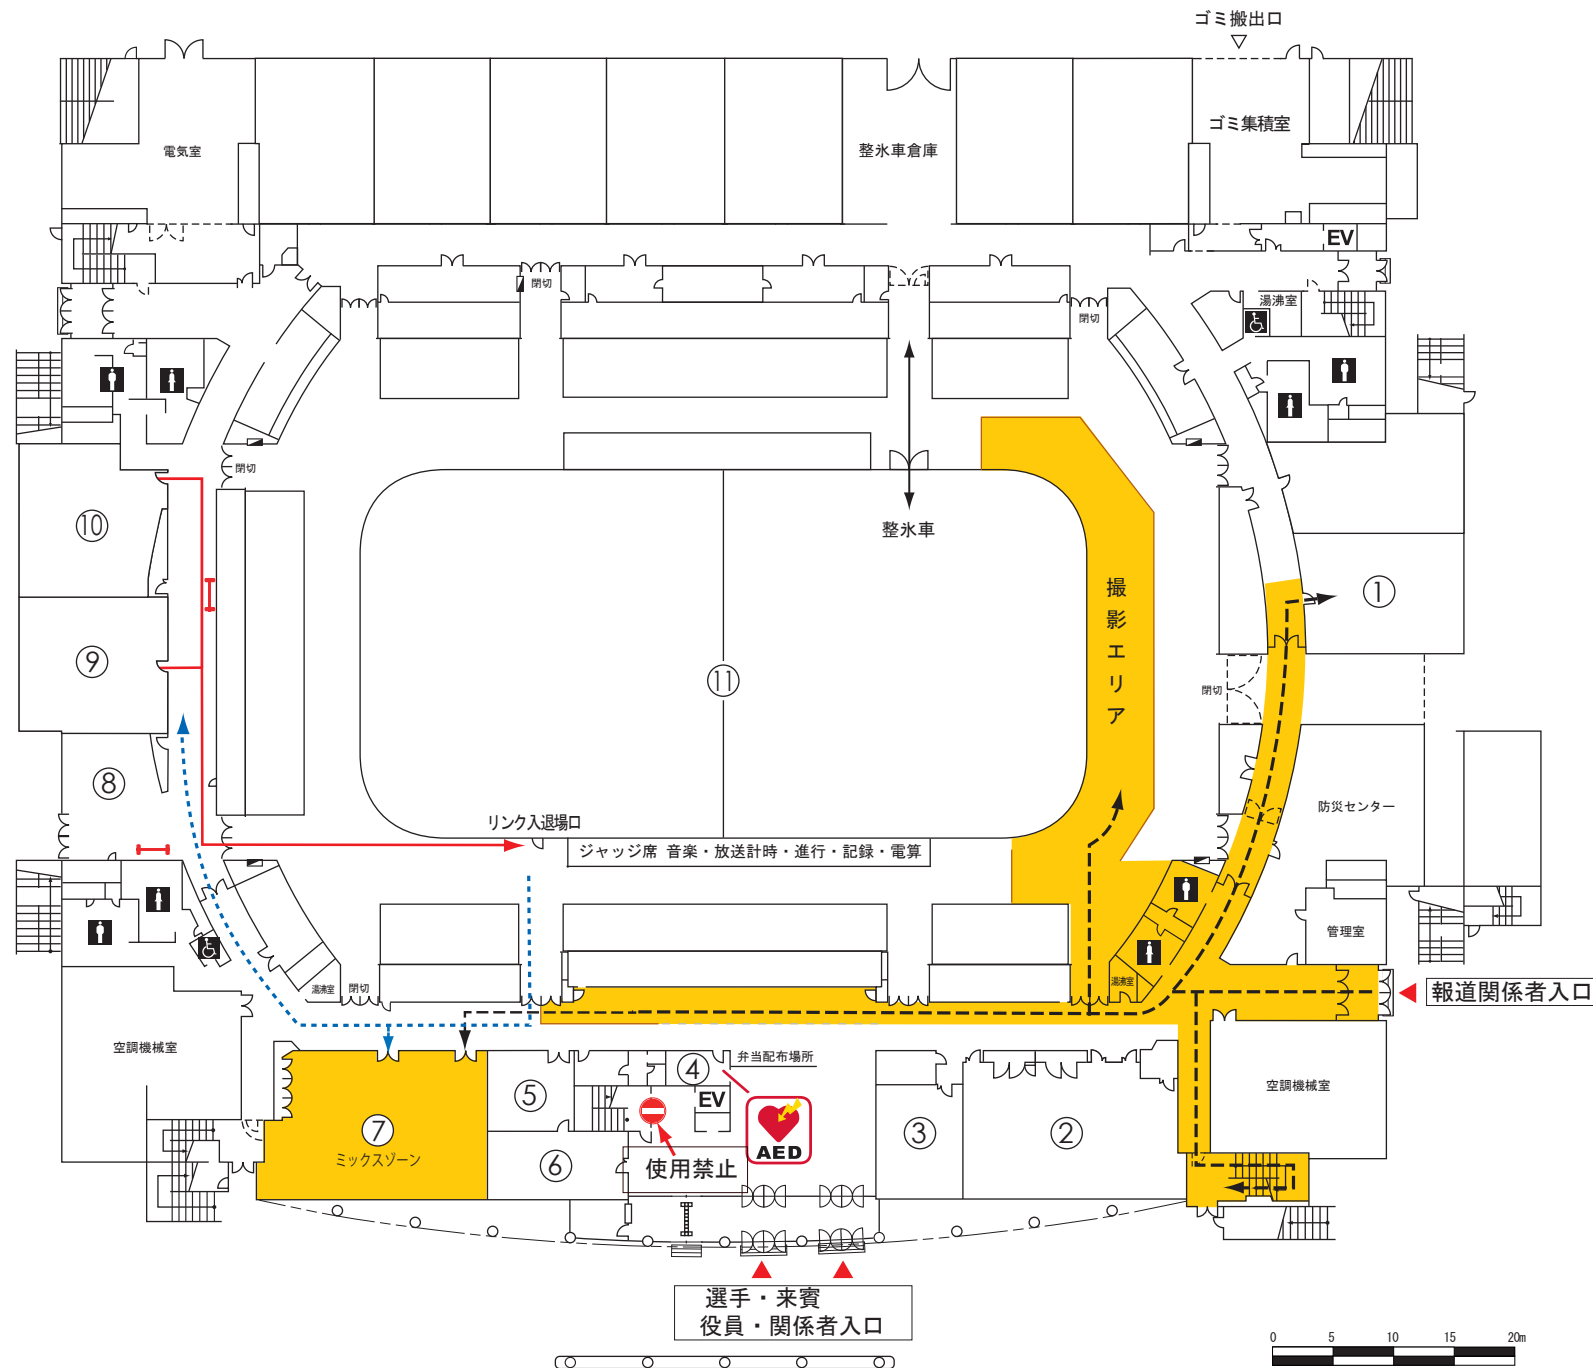 ゴミ搬出口
電気室
整氷車倉庫
ゴミ集積室
EV
閉切
閉切
湯沸室
閉切
整氷車
⑩
①
撮影エリア
⑨
⑪
閉切
⑧
防災センター
リンク入退場口
ジャッジ席 音楽・放送計時・進行・記録・電算
管理室
湯沸室
閉切
湯沸室
報道関係者入口
空調機械室
弁当配布場所
④
空調機械室
⑤
EV
③
②
⑦
ミックスゾーン
AED
⑥
使用禁止
選手・来賓
役員・関係者入口
0 5 10 15 20m